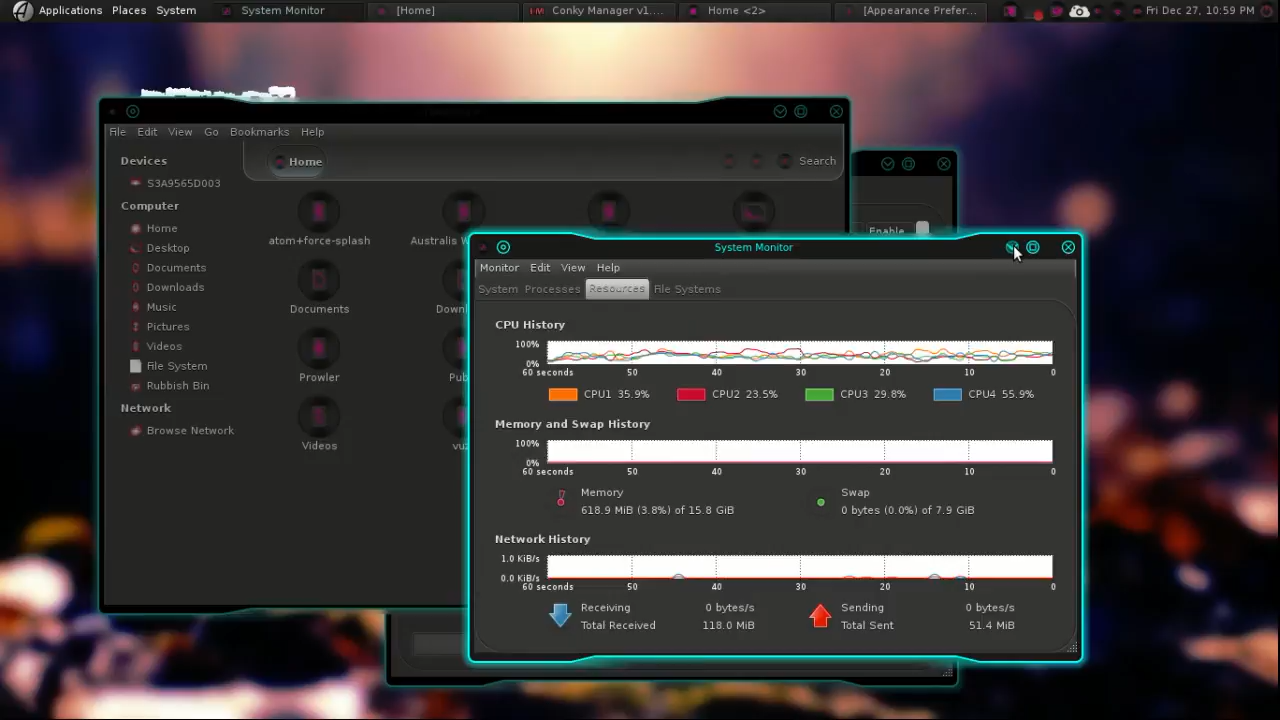 Applications Places System System Monitor [Home] Conky Manager v1.... Home <2> [Appearance Prefer... Fri Dec 27, 10:59 PM
File Edit View Go Bookmarks Help
Devices
S3A9565D003
Computer
Home
Desktop
Documents
Downloads
Music
Pictures
Videos
File System
Rubbish Bin
Network
Browse Network
Home
Search
atom+force-splash
Australis
Documents
Prowler
Videos
Enable
System Monitor
Monitor Edit View Help
System Processes Resources File Systems
CPU History
100%
0%
60 seconds 50 40 30 20 10 0
CPU1 35.9% CPU2 23.5% CPU3 29.8% CPU4 55.9%
Memory and Swap History
100%
0%
60 seconds 50 40 30 20 10 0
Memory Swap
618.9 MiB (3.8%) of 15.8 GiB 0 bytes (0.0%) of 7.9 GiB
Network History
1.0 KiB/s
0.0 KiB/s
60 seconds 50 40 30 20 10 0
Receiving 0 bytes/s Sending 0 bytes/s
Total Received 118.0 MiB Total Sent 51.4 MiB